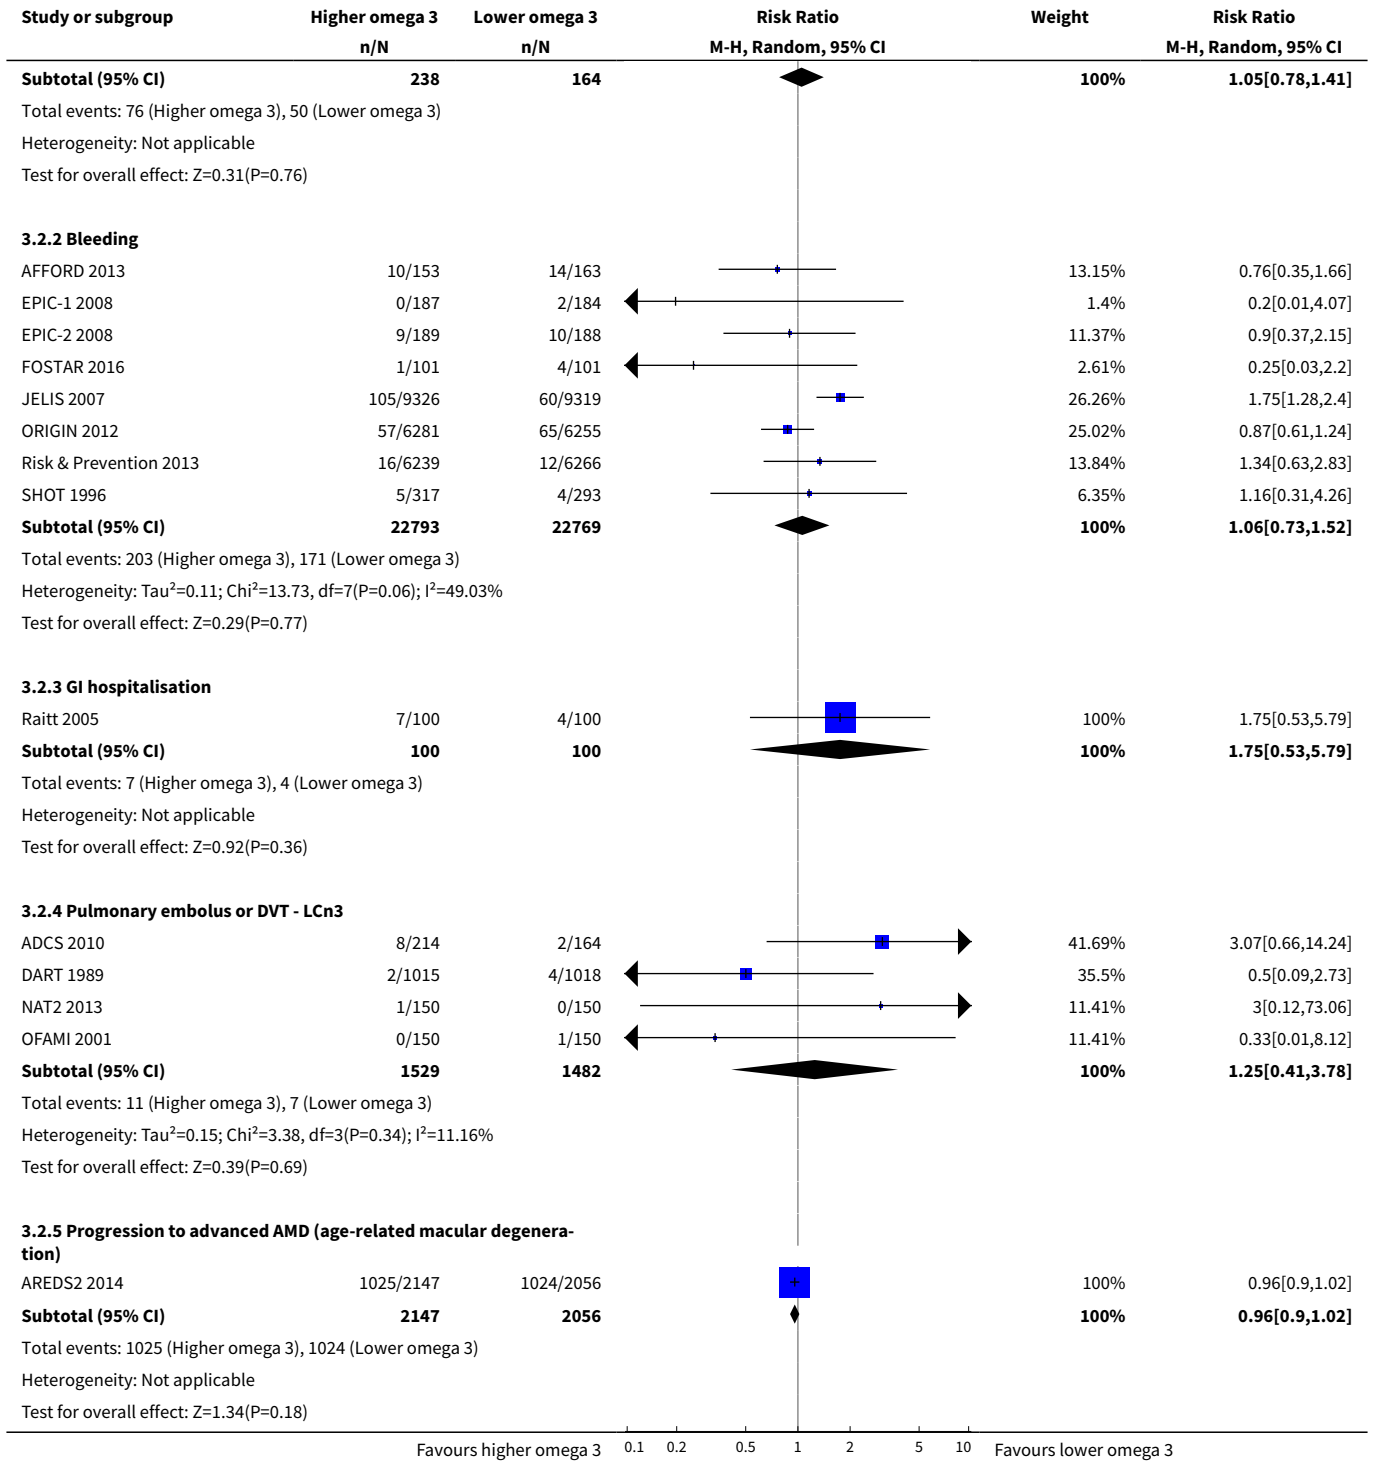 Study or subgroup Higher omega 3 Lower omega 3 Risk Ratio Weight Risk Ratio
n/N n/N M-H, Random, 95% CI M-H, Random, 95% CI
Subtotal (95% CI) 238 164 100% 1.05[0.78,1.41]
Total events: 76 (Higher omega 3), 50 (Lower omega 3)
Heterogeneity: Not applicable
Test for overall effect: Z=0.31(P=0.76)
3.2.2 Bleeding
AFFORD 2013 10/153 14/163 13.15% 0.76[0.35,1.66]
EPIC-1 2008 0/187 2/184 1.4% 0.2[0.01,4.07]
EPIC-2 2008 9/189 10/188 11.37% 0.9[0.37,2.15]
FOSTAR 2016 1/101 4/101 2.61% 0.25[0.03,2.2]
JELIS 2007 105/9326 60/9319 26.26% 1.75[1.28,2.4]
ORIGIN 2012 57/6281 65/6255 25.02% 0.87[0.61,1.24]
Risk & Prevention 2013 16/6239 12/6266 13.84% 1.34[0.63,2.83]
SHOT 1996 5/317 4/293 6.35% 1.16[0.31,4.26]
Subtotal (95% CI) 22793 22769 100% 1.06[0.73,1.52]
Total events: 203 (Higher omega 3), 171 (Lower omega 3)
Heterogeneity: Tau²=0.11; Chi²=13.73, df=7(P=0.06); I²=49.03%
Test for overall effect: Z=0.29(P=0.77)
3.2.3 GI hospitalisation
Raitt 2005 7/100 4/100 100% 1.75[0.53,5.79]
Subtotal (95% CI) 100 100 100% 1.75[0.53,5.79]
Total events: 7 (Higher omega 3), 4 (Lower omega 3)
Heterogeneity: Not applicable
Test for overall effect: Z=0.92(P=0.36)
3.2.4 Pulmonary embolus or DVT - LCn3
ADCS 2010 8/214 2/164 41.69% 3.07[0.66,14.24]
DART 1989 2/1015 4/1018 35.5% 0.5[0.09,2.73]
NAT2 2013 1/150 0/150 11.41% 3[0.12,73.06]
OFAMI 2001 0/150 1/150 11.41% 0.33[0.01,8.12]
Subtotal (95% CI) 1529 1482 100% 1.25[0.41,3.78]
Total events: 11 (Higher omega 3), 7 (Lower omega 3)
Heterogeneity: Tau²=0.15; Chi²=3.38, df=3(P=0.34); I²=11.16%
Test for overall effect: Z=0.39(P=0.69)
3.2.5 Progression to advanced AMD (age-related macular degenera-
tion)
AREDS2 2014 1025/2147 1024/2056 100% 0.96[0.9,1.02]
Subtotal (95% CI) 2147 2056 100% 0.96[0.9,1.02]
Total events: 1025 (Higher omega 3), 1024 (Lower omega 3)
Heterogeneity: Not applicable
Test for overall effect: Z=1.34(P=0.18)
Favours higher omega 3 0.1 0.2 0.5 1 2 5 10 Favours lower omega 3